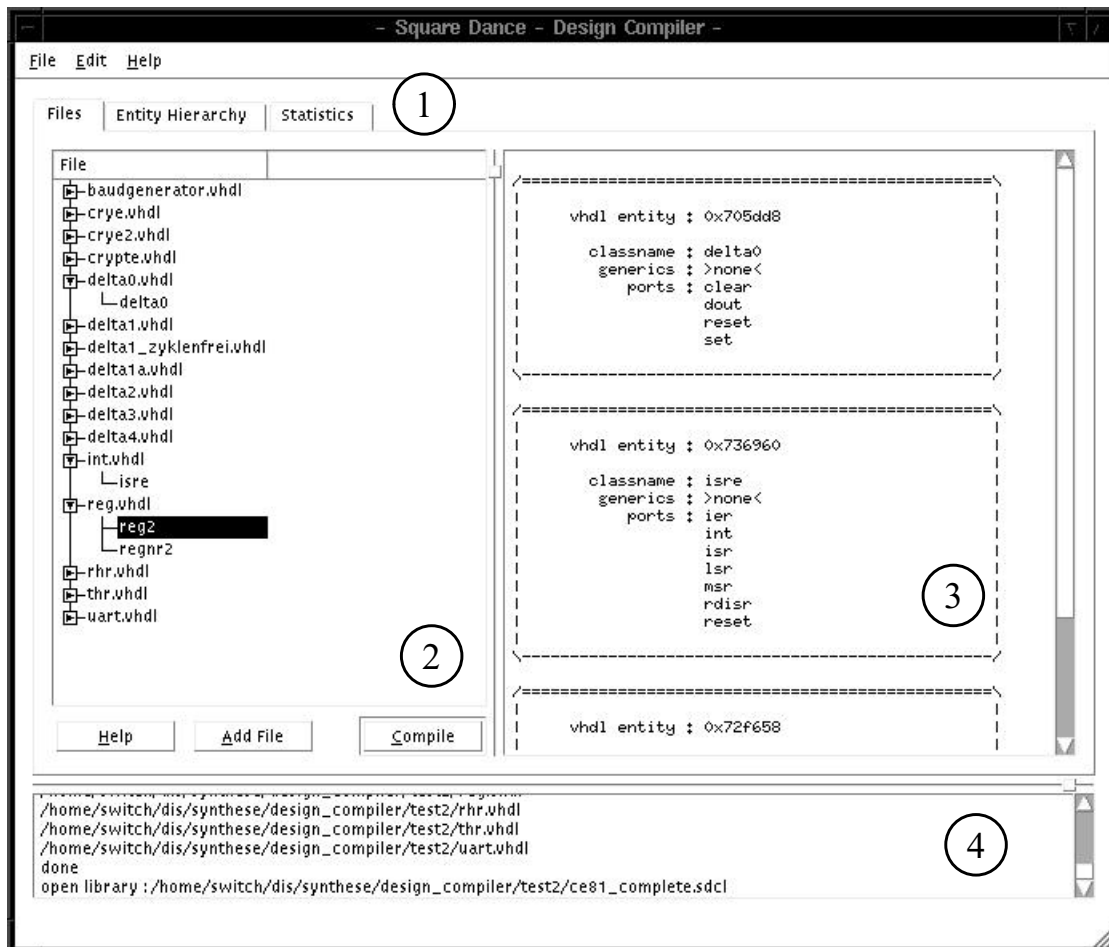 - Square Dance - Design Compiler -
File Edit Help
1
Files Entity Hierarchy Statistics
File
baudgenerator.vhdl
crye.vhdl
crye2.vhdl
crypte.vhdl
delta0.vhdl
delta0
delta1.vhdl
delta1_zyklenfrei.vhdl
delta1a.vhdl
delta2.vhdl
delta3.vhdl
delta4.vhdl
int.vhdl
isre
reg.vhdl
reg2
regnr2
rhr.vhdl
thr.vhdl
uart.vhdl
2
Help Add File Compile
vhdl entity : 0x705dd8
classname : delta0
generics : >none<
ports : clear
dout
reset
set
vhdl entity : 0x736960
classname : isre
generics : >none<
ports : ier
int
isr
lsr
msr
rdisr
reset
3
vhdl entity : 0x72f658
/home/switch/dis/synthese/design_compiler/test2/rhr.vhdl
/home/switch/dis/synthese/design_compiler/test2/thr.vhdl
/home/switch/dis/synthese/design_compiler/test2/uart.vhdl
done
open library :/home/switch/dis/synthese/design_compiler/test2/ce81_complete.sdcl
4